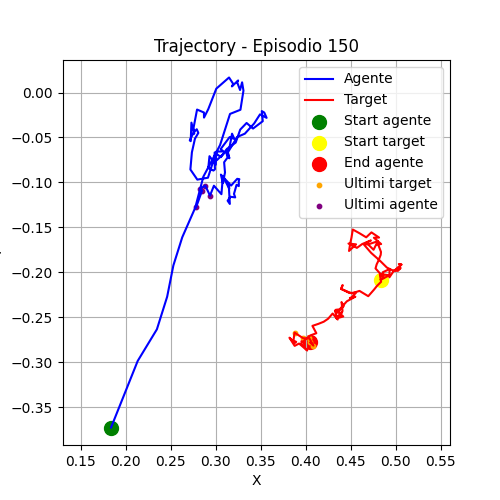 Trajectory - Episodio 150
Agente
Target
Start agente
Start target
End agente
Ultimi target
Ultimi agente
0.00
−0.05
−0.10
−0.15
−0.20
−0.25
−0.30
−0.35
0.15 0.20 0.25 0.30 0.35 0.40 0.45 0.50 0.55
X